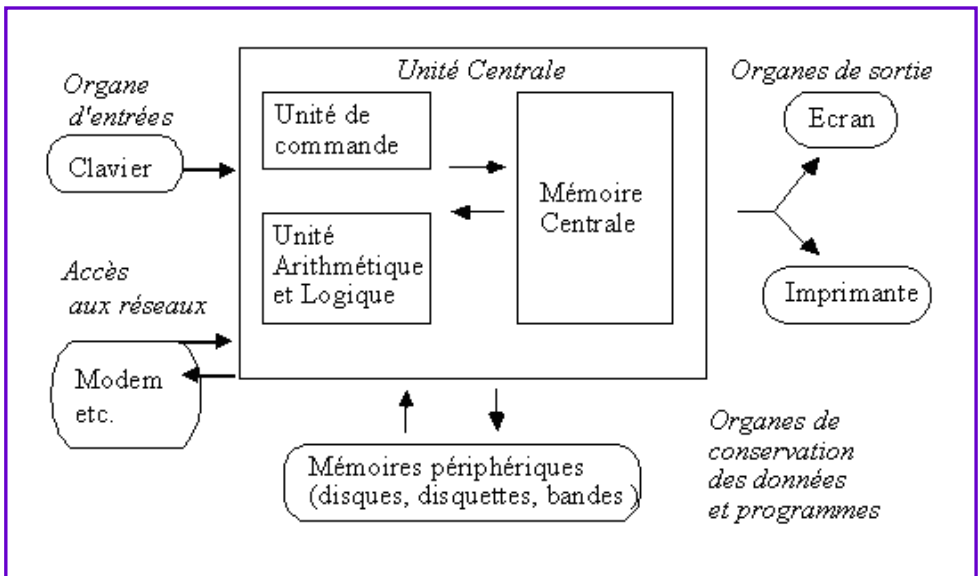 Organe
d'entrées
Clavier
Accès
aux réseaux
Modem
etc.
Unité Centrale
Unité de
commande
Unité
Arithmétique
et Logique
Mémoire
Centrale
Organes de sortie
Ecran
Imprimante
Mémoires périphériques
(disques, disquettes, bandes )
Organes de
conservation
des données
et programmes